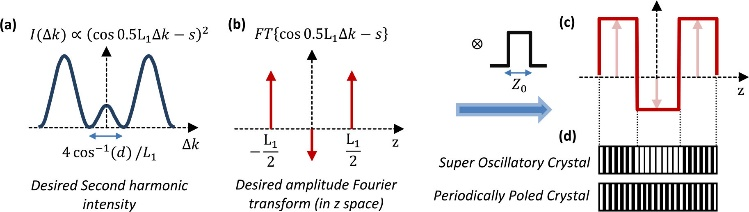 (a)
I(Δk) ∝ (cos 0.5L₁Δk − s)²
Δk
4 cos⁻¹(d) /L₁
Desired Second harmonic
intensity
(b)
FT{cos 0.5L₁Δk − s}
−L₁/2
L₁/2
z
Desired amplitude Fourier
transform (in z space)
⊗
Z₀
(c)
z
(d)
Super Oscillatory Crystal
Periodically Poled Crystal